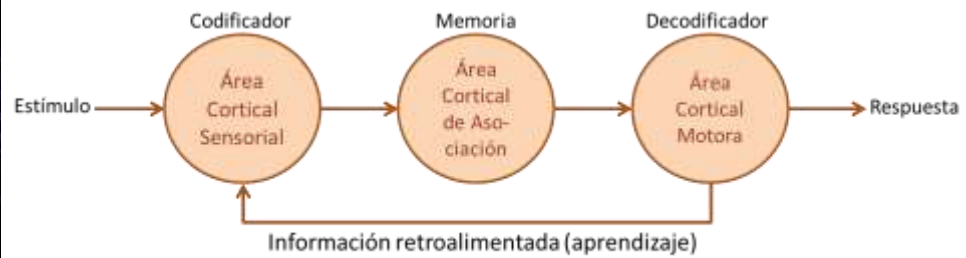 Codificador
Memoria
Decodificador
Estímulo
Área
Cortical
Sensorial
Área
Cortical
de Aso-
ciación
Área
Cortical
Motora
Respuesta
Información retroalimentada (aprendizaje)